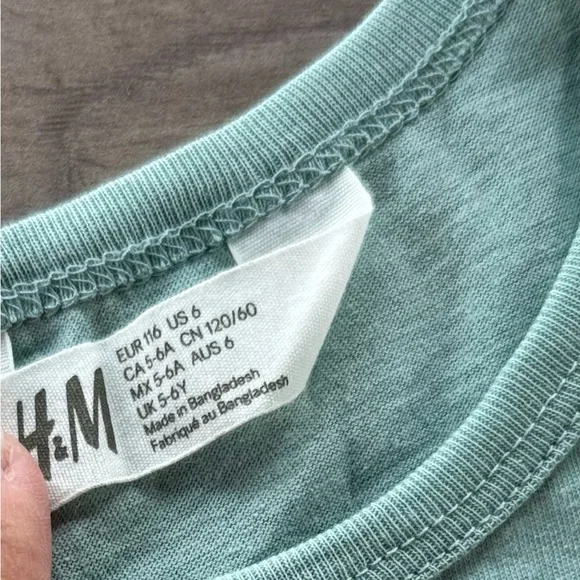 H&M
EUR 116 US 6
CA 5-6A CN 120/60
MX 5-6A AUS 6
UK 5-6Y
Made in Bangladesh
Fabriqué au Bangladesh